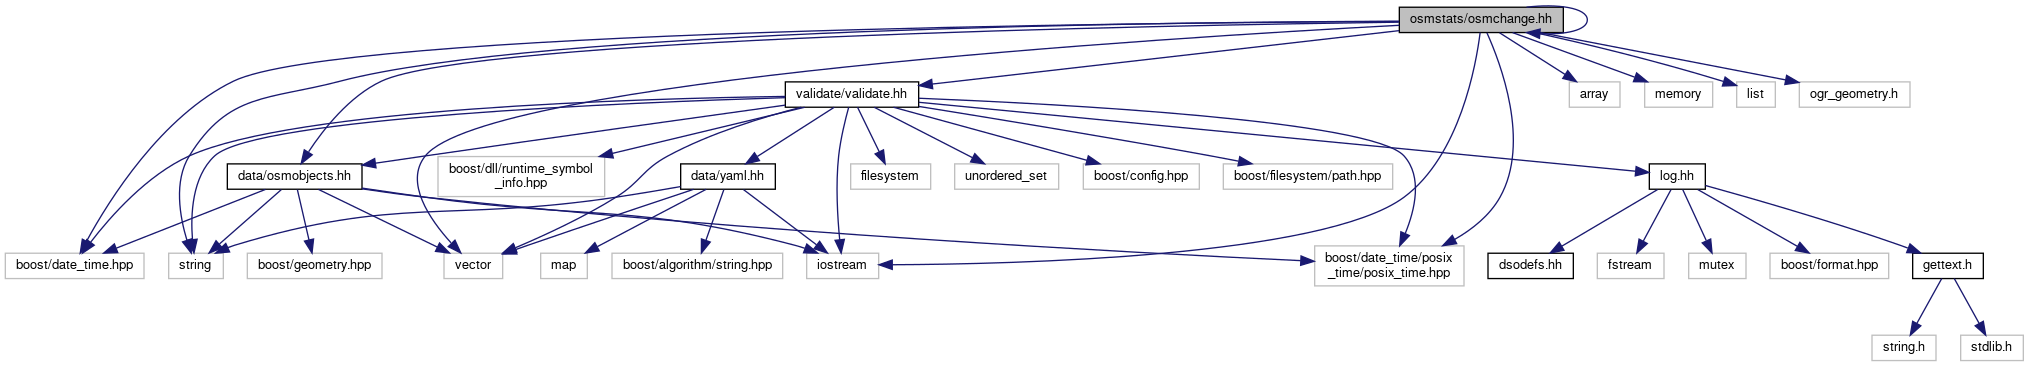 osmstats/osmchange.hh
validate/validate.hh
array
memory
list
ogr_geometry.h
boost/dll/runtime_symbol
_info.hpp
data/osmobjects.hh
data/yaml.hh
filesystem
unordered_set
boost/config.hpp
boost/filesystem/path.hpp
log.hh
boost/date_time.hpp
string
boost/geometry.hpp
vector
map
boost/algorithm/string.hpp
iostream
boost/date_time/posix
_time/posix_time.hpp
dsodefs.hh
fstream
mutex
boost/format.hpp
gettext.h
string.h
stdlib.h